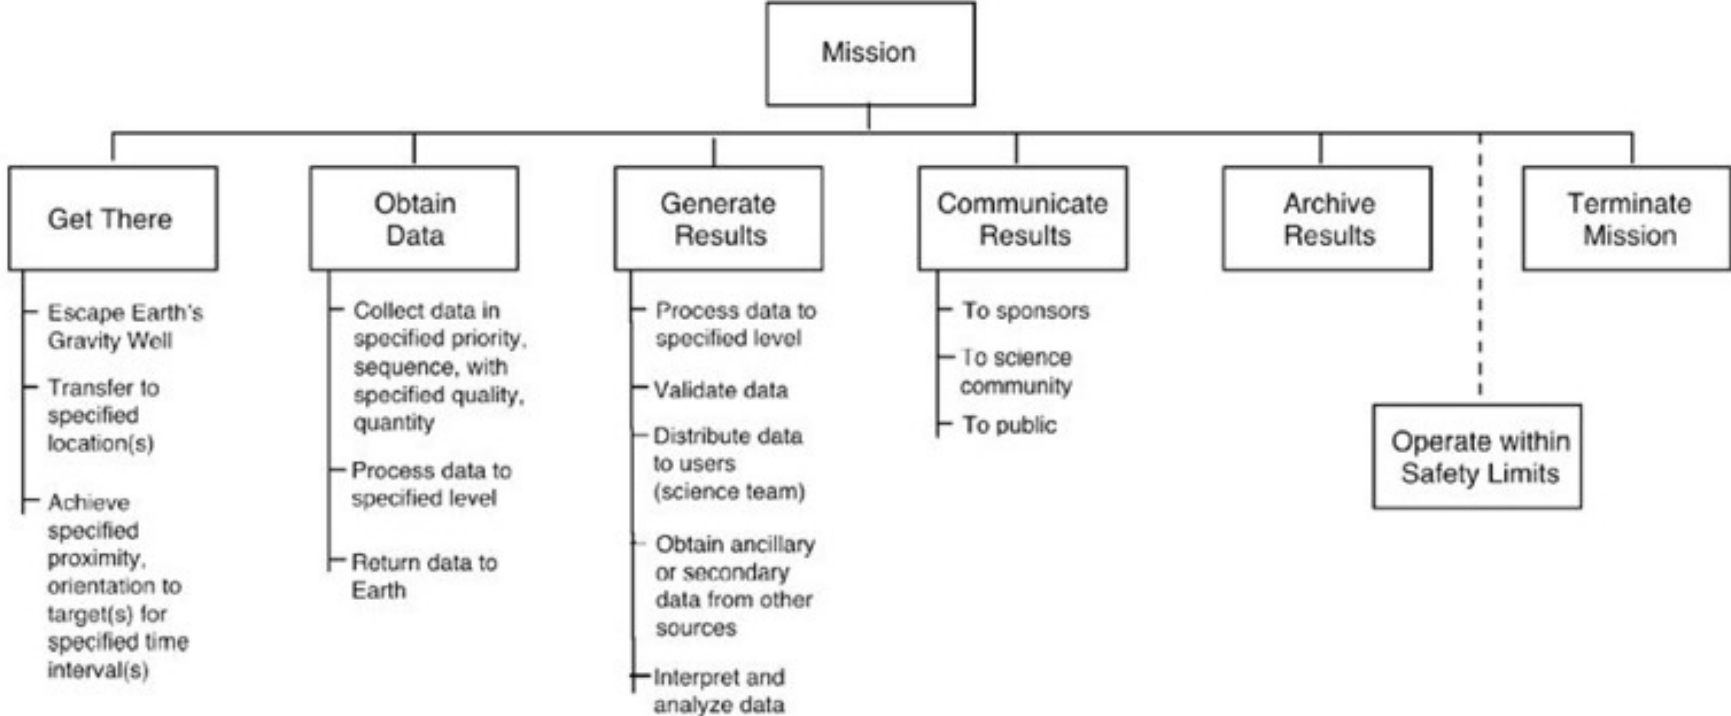 Mission
Get There
Escape Earth's
Gravity Well
Transfer to
specified
location(s)
Achieve
specified
proximity,
orientation to
target(s) for
specified time
interval(s)
Obtain
Data
Collect data in
specified priority,
sequence, with
specified quality,
quantity
Process data to
specified level
Return data to
Earth
Generate
Results
Process data to
specified level
Validate data
Distribute data
to users
(science team)
Obtain ancillary
or secondary
data from other
sources
Interpret and
analyze data
Communicate
Results
To sponsors
To science
community
To public
Archive
Results
Operate within
Safety Limits
Terminate
Mission